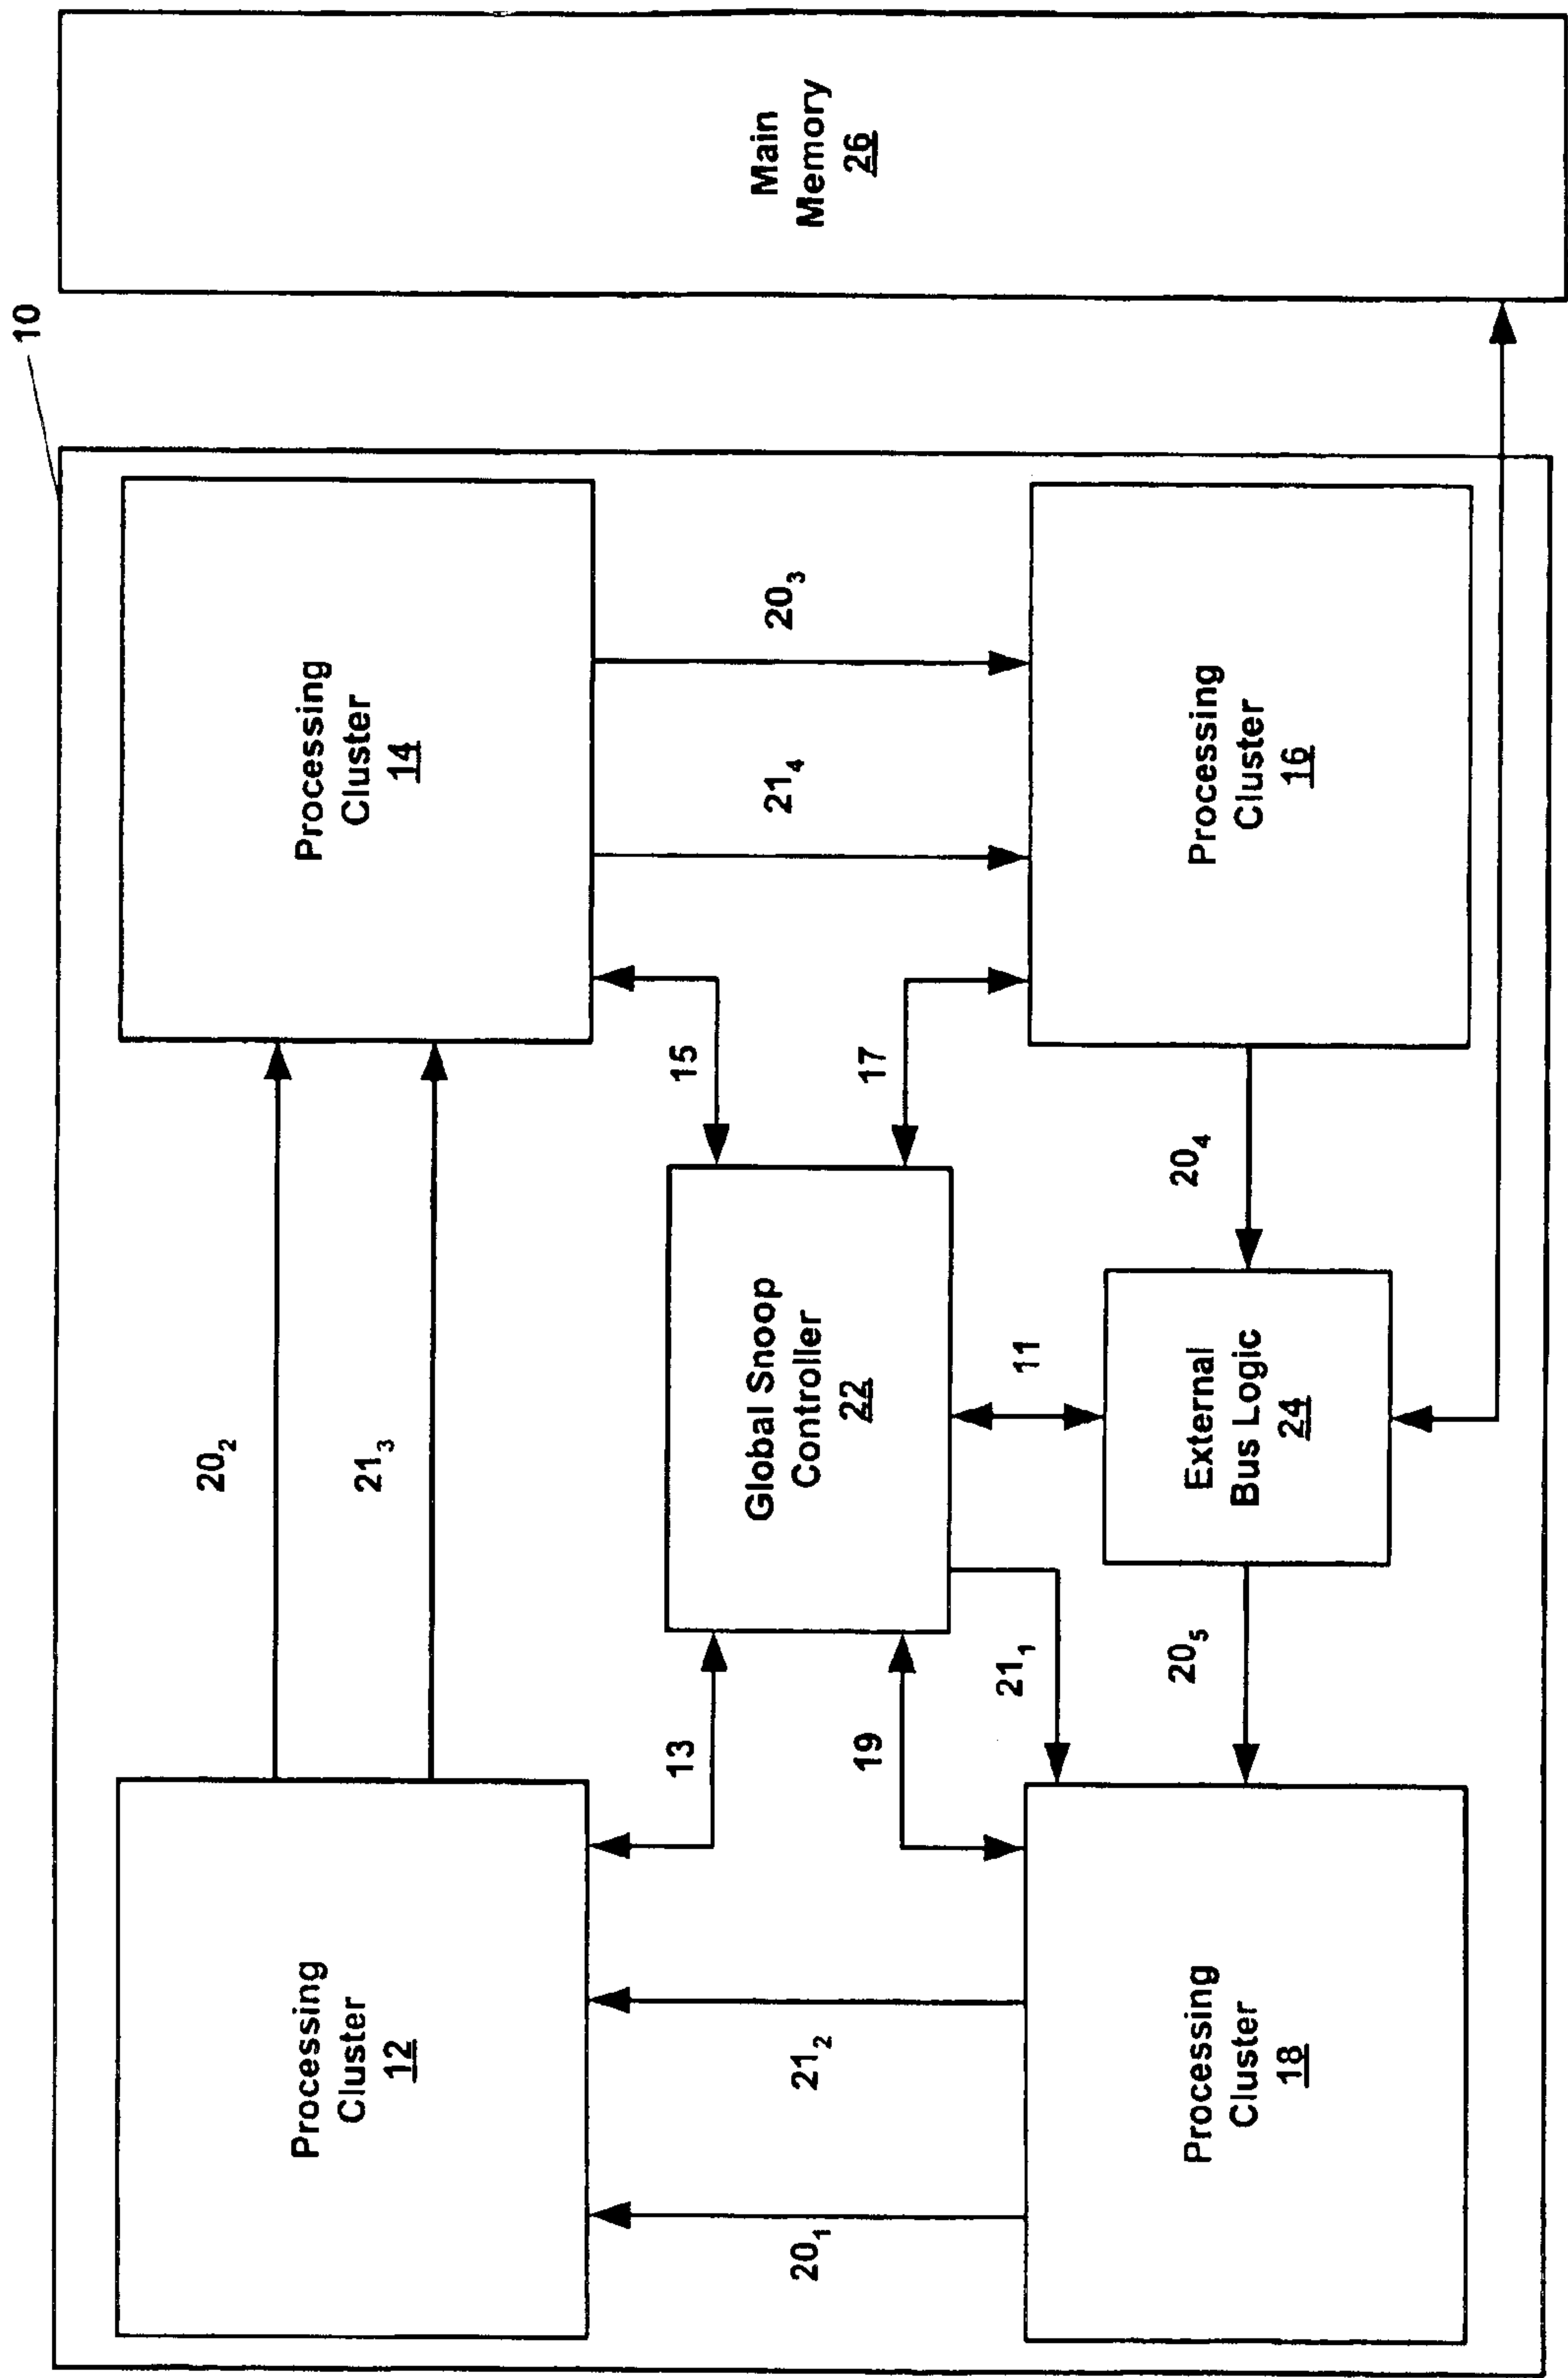 10
Processing
Cluster
12
20₂
21₃
Processing
Cluster
14
Main
Memory
26
13
15
20₁
21₂
Global Snoop
Controller
22
21₄
20₃
19
17
21₁
11
Processing
Cluster
18
20₅
External
Bus Logic
24
20₄
Processing
Cluster
16